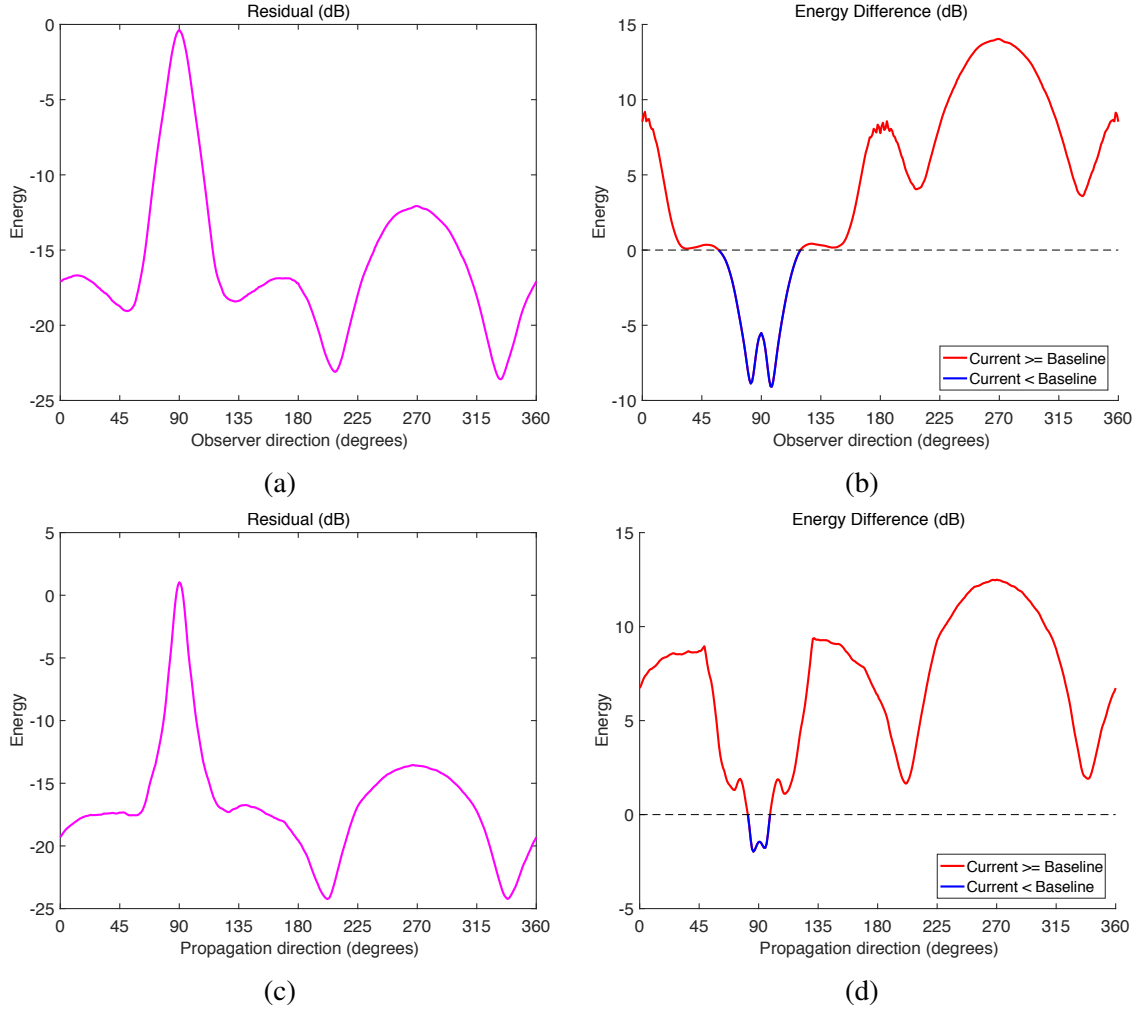 Residual (dB)
0
-5
-10
-15
-20
-25
Energy
0 45 90 135 180 225 270 315 360
Observer direction (degrees)
(a)
Energy Difference (dB)
15
10
5
0
-5
-10
Energy
Current >= Baseline
Current < Baseline
0 45 90 135 180 225 270 315 360
Observer direction (degrees)
(b)
Residual (dB)
5
0
-5
-10
-15
-20
-25
Energy
0 45 90 135 180 225 270 315 360
Propagation direction (degrees)
(c)
Energy Difference (dB)
15
10
5
0
-5
Energy
Current >= Baseline
Current < Baseline
0 45 90 135 180 225 270 315 360
Propagation direction (degrees)
(d)